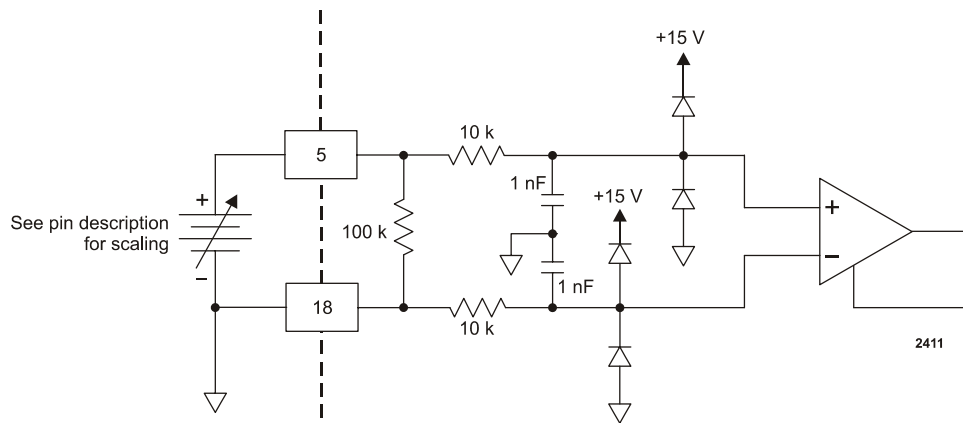 +15 V
5
10 k
1 nF
+15 V
+
See pin description
for scaling
100 k
+
−
−
1 nF
18
10 k
2411